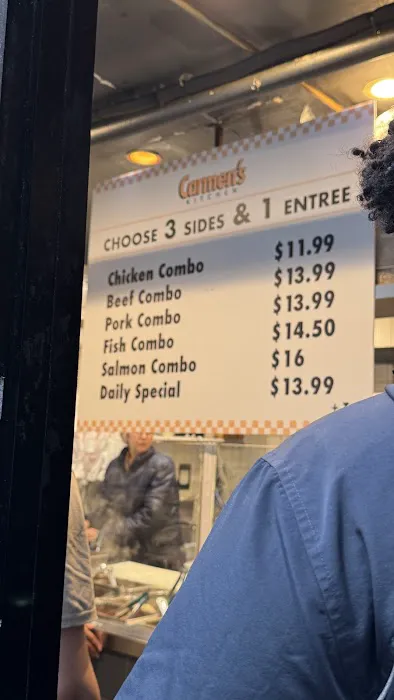 Carmen's
KITCHEN
CHOOSE 3 SIDES & 1 ENTREE
Chicken Combo $11.99
Beef Combo $13.99
Pork Combo $13.99
Fish Combo $14.50
Salmon Combo $16
Daily Special $13.99